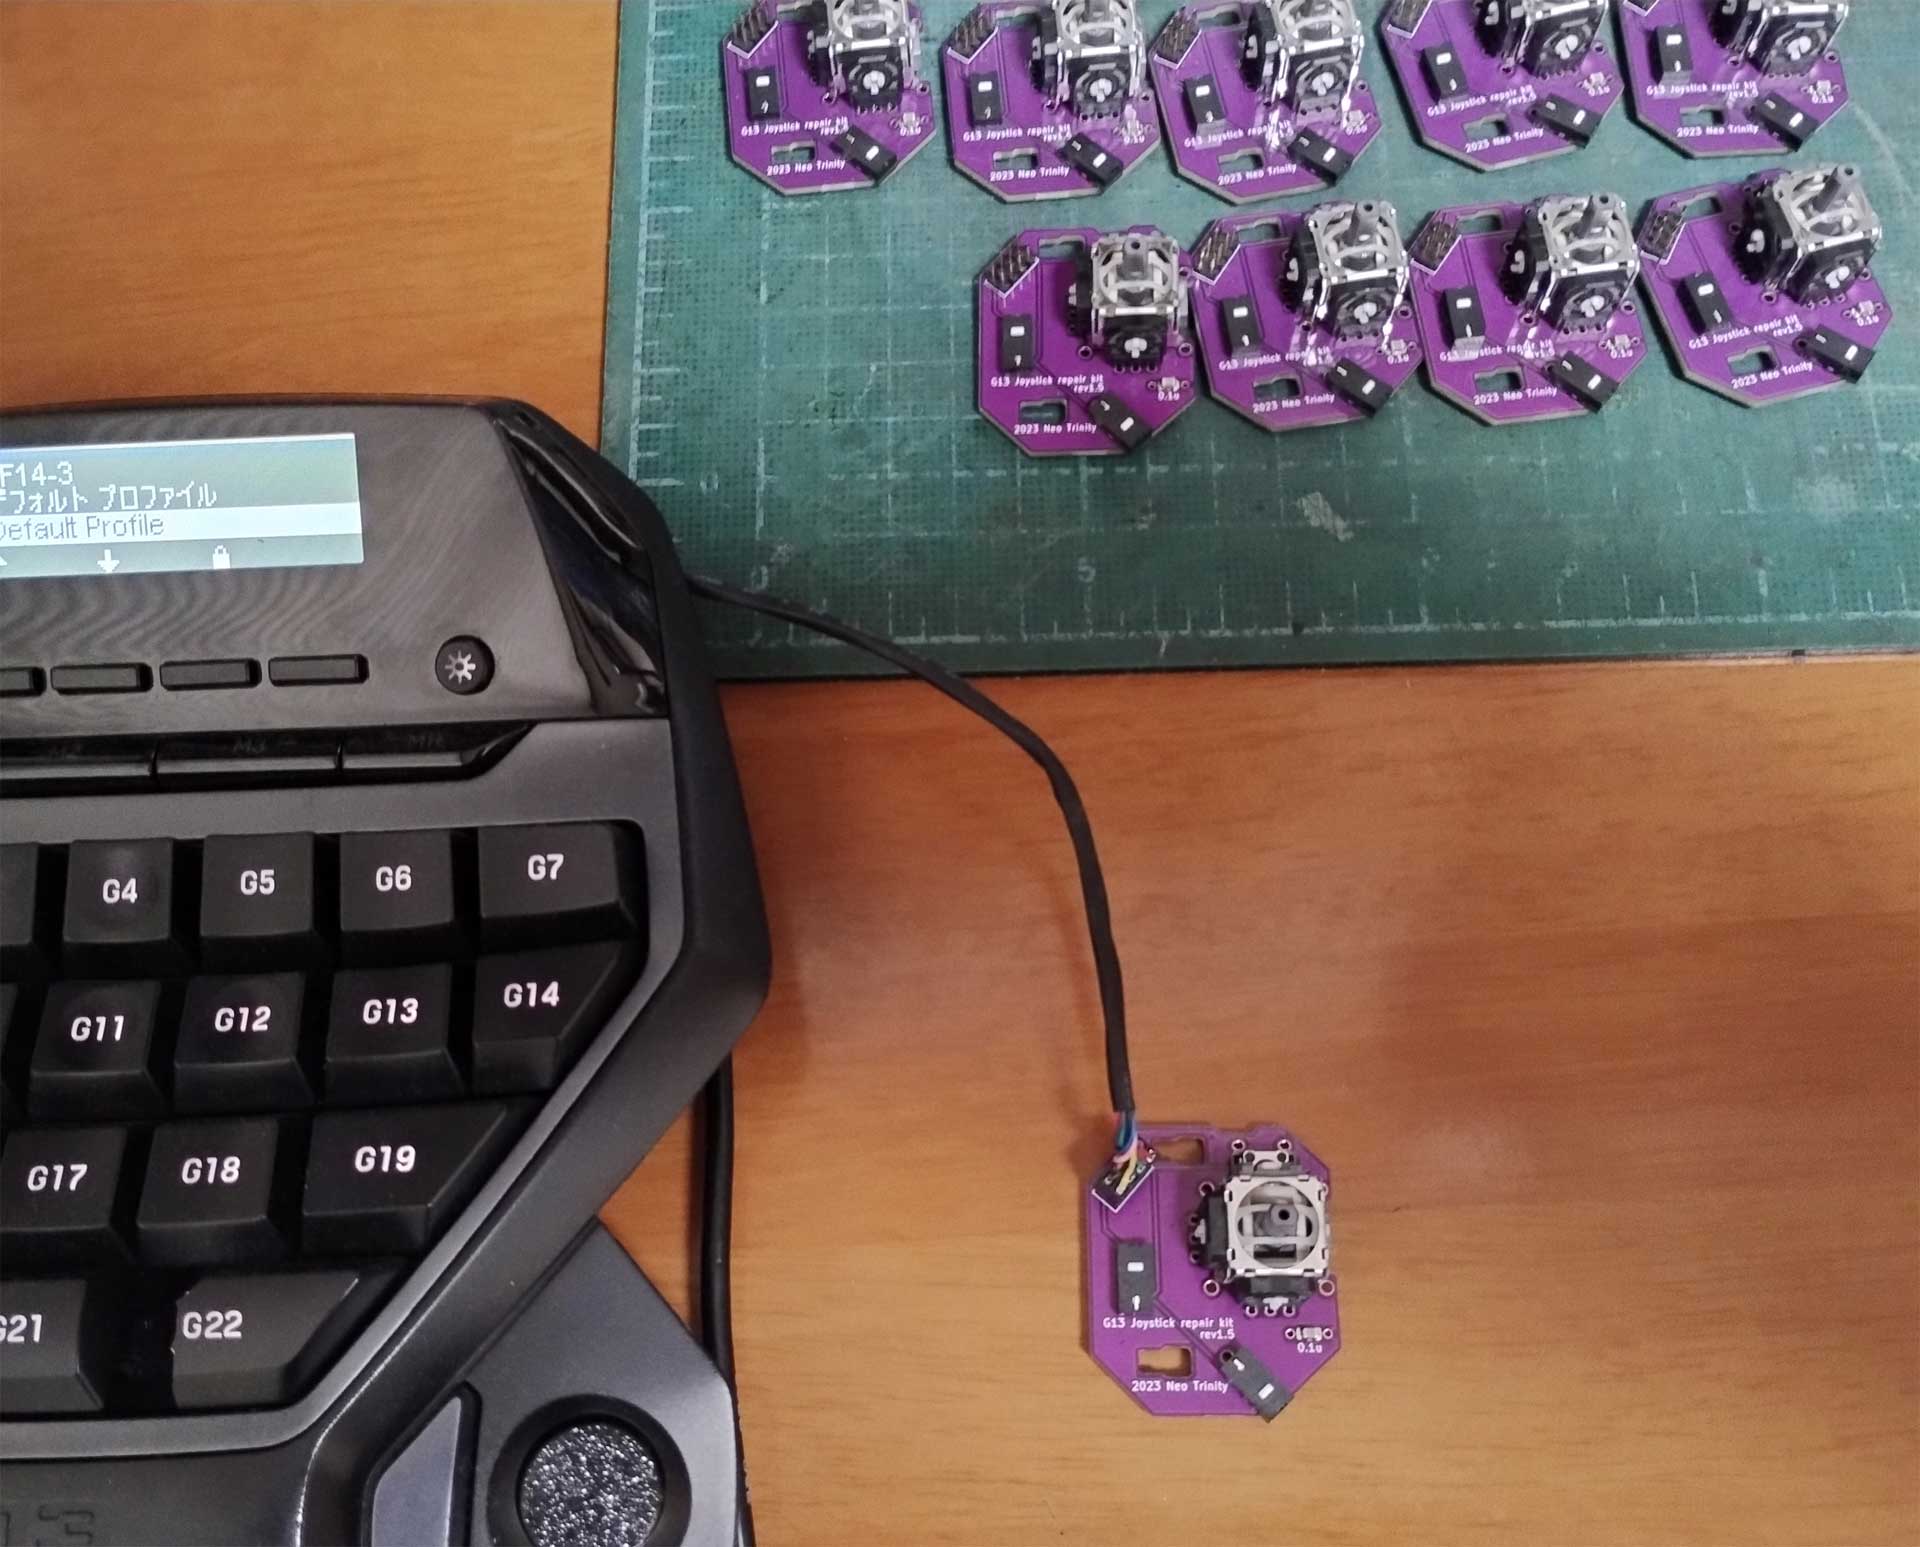 G13 Joystick repair kit
rev1.5
0.1u
2023 Neo Trinity
G13 Joystick repair kit
rev1.5
0.1u
2023 Neo Trinity
G13 Joystick repair kit
rev1.5
0.1u
2023 Neo Trinity
G13 Joystick repair kit
rev1.5
0.1u
2023 Neo Trinity
G13 Joystick repair kit
rev1.5
0.1u
2023 Neo Trinity
G13 Joystick repair kit
rev1.5
0.1u
2023 Neo Trinity
G13 Joystick repair kit
rev1.5
0.1u
2023 Neo Trinity
G13 Joystick repair kit
rev1.5
0.1u
2023 Neo Trinity
G13 Joystick repair kit
rev1.5
0.1u
2023 Neo Trinity
F14-3
フォルト プロファイル
Default Profile
0 5
M3 MR
G4 G5 G6 G7
G11 G12 G13 G14
G17 G18 G19
G21 G22
13
G13 Joystick repair kit
rev1.5
0.1u
2023 Neo Trinity